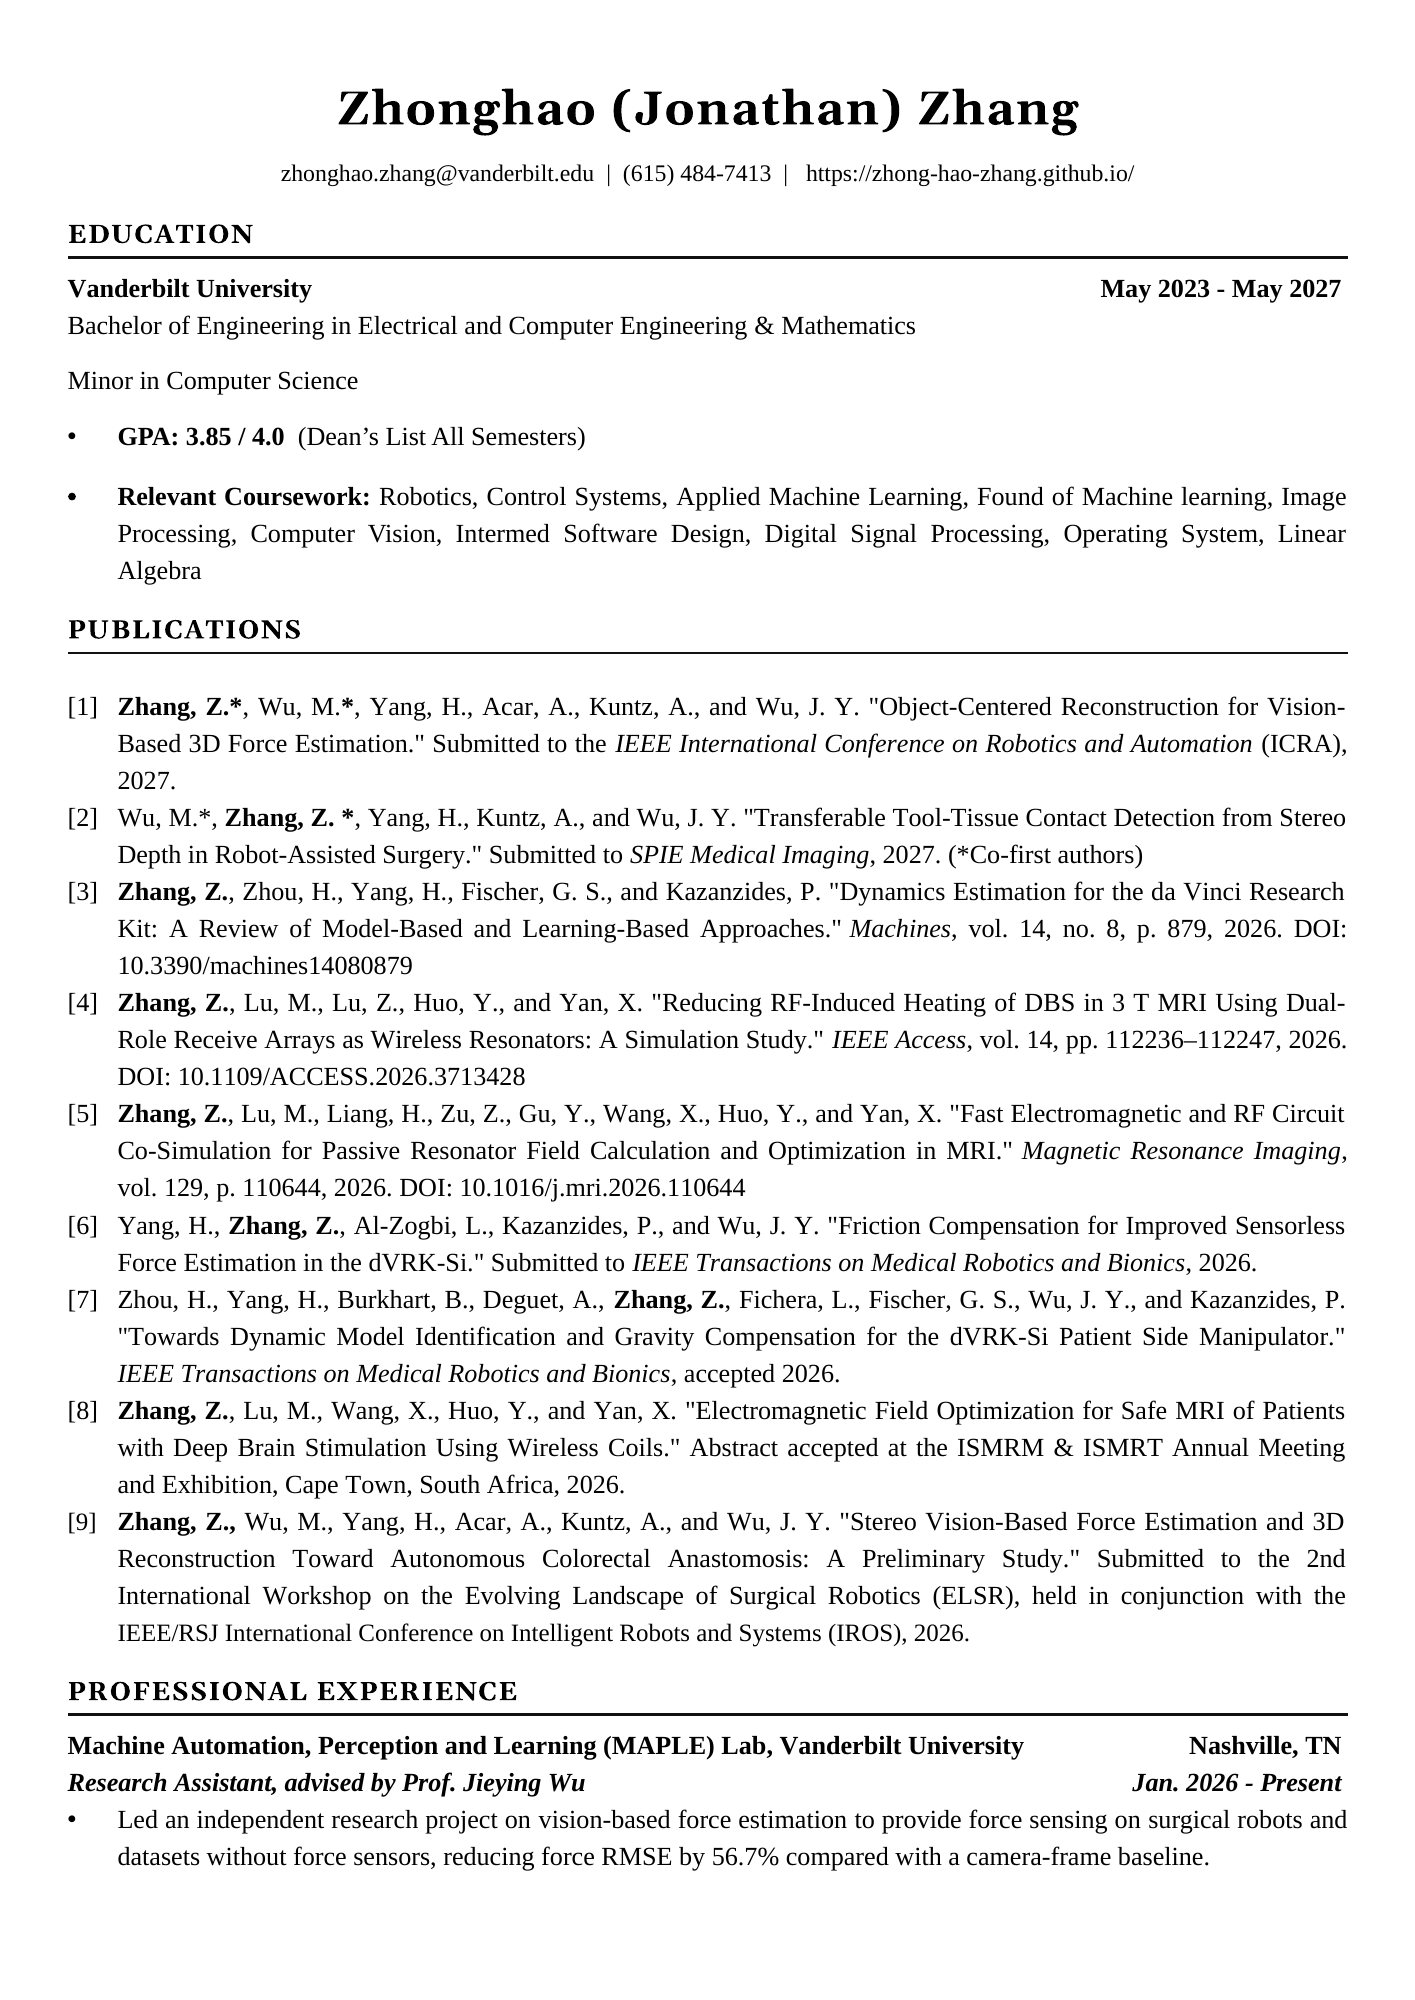 Zhonghao (Jonathan) Zhang
zhonghao.zhang@vanderbilt.edu | (615) 484-7413 | https://zhong-hao-zhang.github.io/
EDUCATION
Vanderbilt University May 2023 - May 2027
Bachelor of Engineering in Electrical and Computer Engineering & Mathematics
Minor in Computer Science
• GPA: 3.85 / 4.0 (Dean’s List All Semesters)
• Relevant Coursework: Robotics, Control Systems, Applied Machine Learning, Found of Machine learning, Image
Processing, Computer Vision, Intermed Software Design, Digital Signal Processing, Operating System, Linear
Algebra
PUBLICATIONS
[1] Zhang, Z.*, Wu, M.*, Yang, H., Acar, A., Kuntz, A., and Wu, J. Y. "Object-Centered Reconstruction for Vision-
Based 3D Force Estimation." Submitted to the IEEE International Conference on Robotics and Automation (ICRA),
2027.
[2] Wu, M.*, Zhang, Z. *, Yang, H., Kuntz, A., and Wu, J. Y. "Transferable Tool-Tissue Contact Detection from Stereo
Depth in Robot-Assisted Surgery." Submitted to SPIE Medical Imaging, 2027. (*Co-first authors)
[3] Zhang, Z., Zhou, H., Yang, H., Fischer, G. S., and Kazanzides, P. "Dynamics Estimation for the da Vinci Research
Kit: A Review of Model-Based and Learning-Based Approaches." Machines, vol. 14, no. 8, p. 879, 2026. DOI:
10.3390/machines14080879
[4] Zhang, Z., Lu, M., Lu, Z., Huo, Y., and Yan, X. "Reducing RF-Induced Heating of DBS in 3 T MRI Using Dual-
Role Receive Arrays as Wireless Resonators: A Simulation Study." IEEE Access, vol. 14, pp. 112236–112247, 2026.
DOI: 10.1109/ACCESS.2026.3713428
[5] Zhang, Z., Lu, M., Liang, H., Zu, Z., Gu, Y., Wang, X., Huo, Y., and Yan, X. "Fast Electromagnetic and RF Circuit
Co-Simulation for Passive Resonator Field Calculation and Optimization in MRI." Magnetic Resonance Imaging,
vol. 129, p. 110644, 2026. DOI: 10.1016/j.mri.2026.110644
[6] Yang, H., Zhang, Z., Al-Zogbi, L., Kazanzides, P., and Wu, J. Y. "Friction Compensation for Improved Sensorless
Force Estimation in the dVRK-Si." Submitted to IEEE Transactions on Medical Robotics and Bionics, 2026.
[7] Zhou, H., Yang, H., Burkhart, B., Deguet, A., Zhang, Z., Fichera, L., Fischer, G. S., Wu, J. Y., and Kazanzides, P.
"Towards Dynamic Model Identification and Gravity Compensation for the dVRK-Si Patient Side Manipulator."
IEEE Transactions on Medical Robotics and Bionics, accepted 2026.
[8] Zhang, Z., Lu, M., Wang, X., Huo, Y., and Yan, X. "Electromagnetic Field Optimization for Safe MRI of Patients
with Deep Brain Stimulation Using Wireless Coils." Abstract accepted at the ISMRM & ISMRT Annual Meeting
and Exhibition, Cape Town, South Africa, 2026.
[9] Zhang, Z., Wu, M., Yang, H., Acar, A., Kuntz, A., and Wu, J. Y. "Stereo Vision-Based Force Estimation and 3D
Reconstruction Toward Autonomous Colorectal Anastomosis: A Preliminary Study." Submitted to the 2nd
International Workshop on the Evolving Landscape of Surgical Robotics (ELSR), held in conjunction with the
IEEE/RSJ International Conference on Intelligent Robots and Systems (IROS), 2026.
PROFESSIONAL EXPERIENCE
Machine Automation, Perception and Learning (MAPLE) Lab, Vanderbilt University Nashville, TN
Research Assistant, advised by Prof. Jieying Wu Jan. 2026 - Present
• Led an independent research project on vision-based force estimation to provide force sensing on surgical robots and
datasets without force sensors, reducing force RMSE by 56.7% compared with a camera-frame baseline.